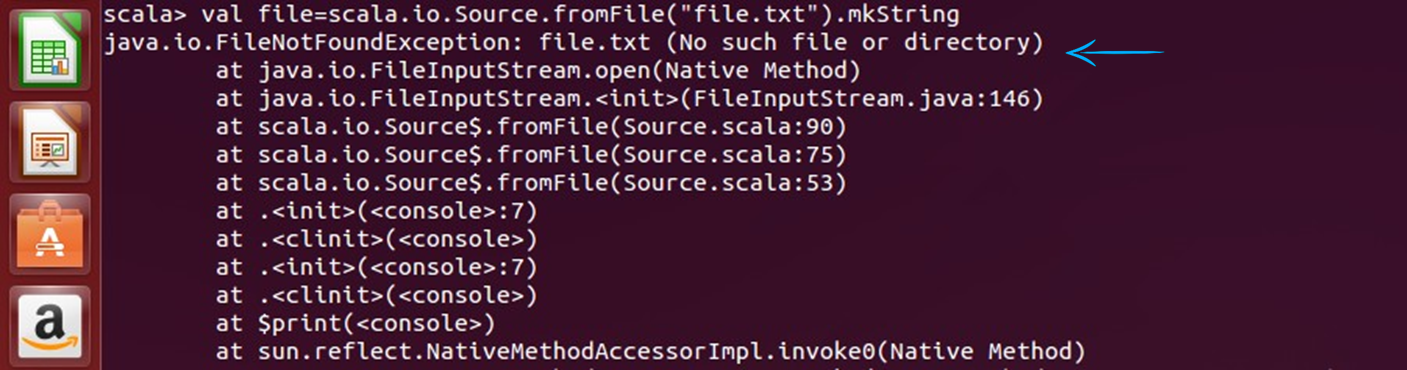 scala> val file=scala.io.Source.fromFile("file.txt").mkString
java.io.FileNotFoundException: file.txt (No such file or directory)
at java.io.FileInputStream.open(Native Method)
at java.io.FileInputStream.<init>(FileInputStream.java:146)
at scala.io.Source$.fromFile(Source.scala:90)
at scala.io.Source$.fromFile(Source.scala:75)
at scala.io.Source$.fromFile(Source.scala:53)
at .<init>(<console>:7)
at .<clinit>(<console>)
at .<init>(<console>:7)
at .<clinit>(<console>)
at $print(<console>)
at sun.reflect.NativeMethodAccessorImpl.invoke0(Native Method)